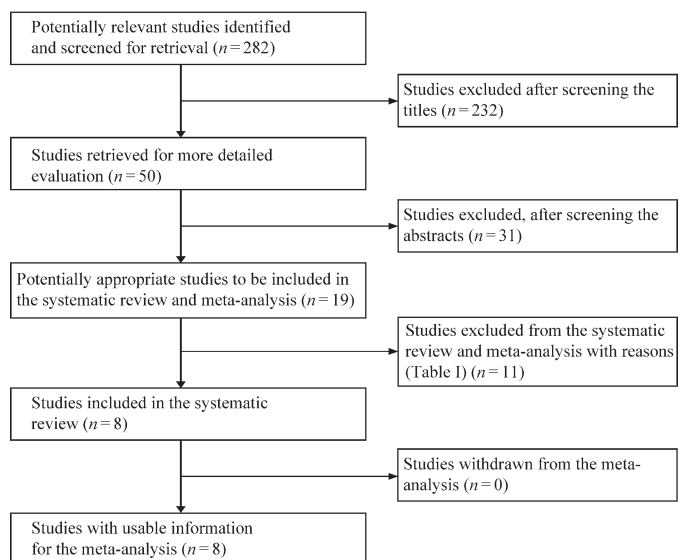 Potentially relevant studies identified
and screened for retrieval (n = 282)
Studies excluded after screening the
titles (n = 232)
Studies retrieved for more detailed
evaluation (n = 50)
Studies excluded, after screening the
abstracts (n = 31)
Potentially appropriate studies to be included in
the systematic review and meta-analysis (n = 19)
Studies excluded from the systematic
review and meta-analysis with reasons
(Table I) (n = 11)
Studies included in the systematic
review (n = 8)
Studies withdrawn from the meta-
analysis (n = 0)
Studies with usable information
for the meta-analysis (n = 8)